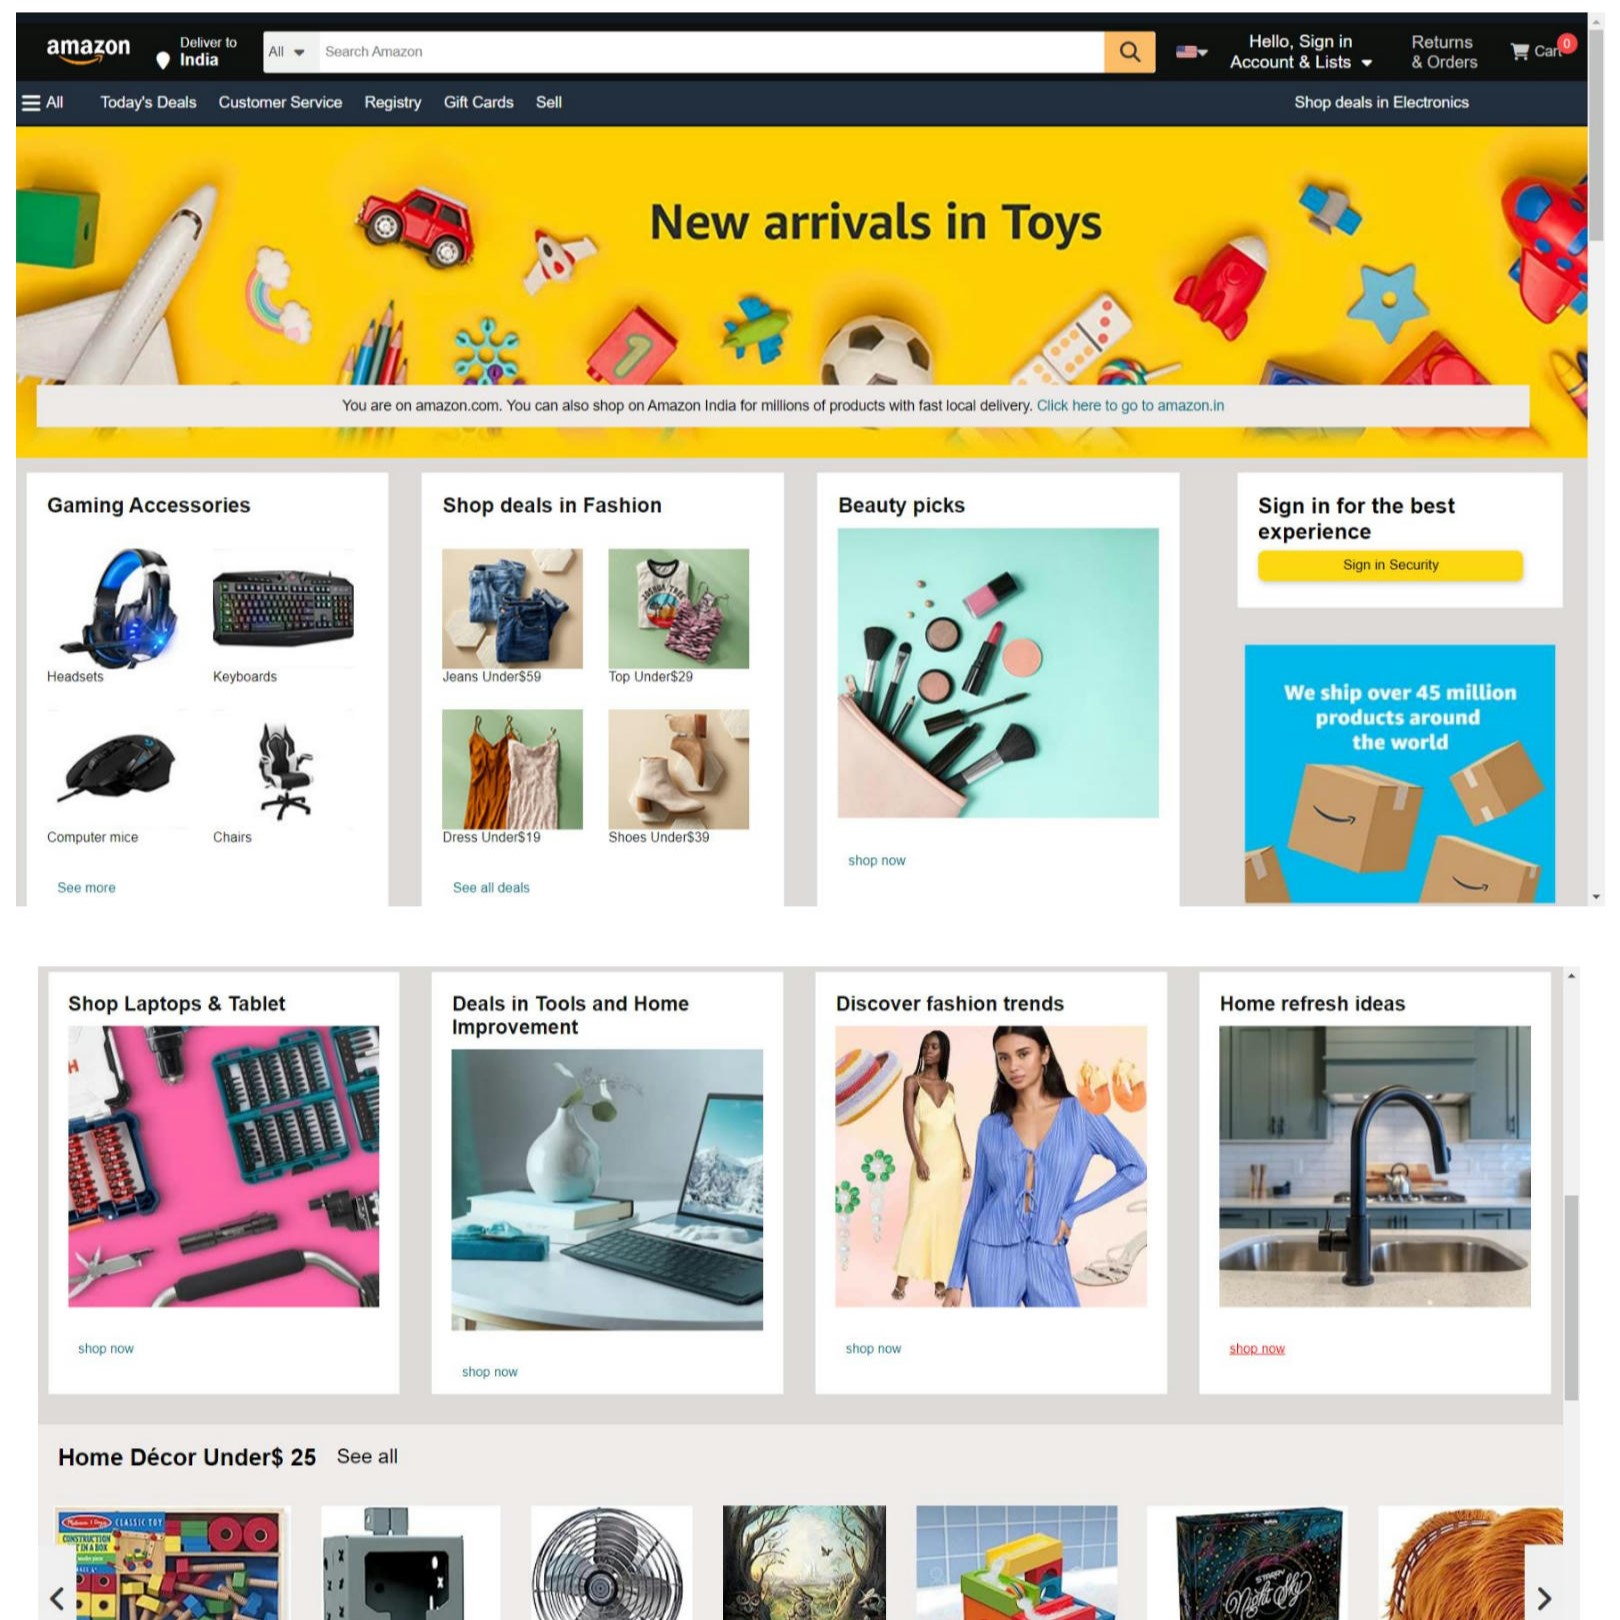 amazon
Deliver to
India
All
Search Amazon
Hello, Sign in
Account & Lists
Returns
& Orders
Cart
0
All
Today's Deals
Customer Service
Registry
Gift Cards
Sell
Shop deals in Electronics
New arrivals in Toys
1
You are on amazon.com. You can also shop on Amazon India for millions of products with fast local delivery. Click here to go to amazon.in
Gaming Accessories
Headsets
Keyboards
Computer mice
Chairs
See more
Shop deals in Fashion
JOSHUA TREE
Jeans Under$59
Top Under$29
Dress Under$19
Shoes Under$39
See all deals
Beauty picks
shop now
Sign in for the best
experience
Sign in Security
We ship over 45 million
products around
the world
Shop Laptops & Tablet
H
shop now
Deals in Tools and Home
Improvement
shop now
Discover fashion trends
shop now
Home refresh ideas
shop now
Home Décor Under$ 25
See all
Melissa & Doug
CLASSIC TOY
CONSTRUCTION
IN A BOX
STARRY
Night Sky